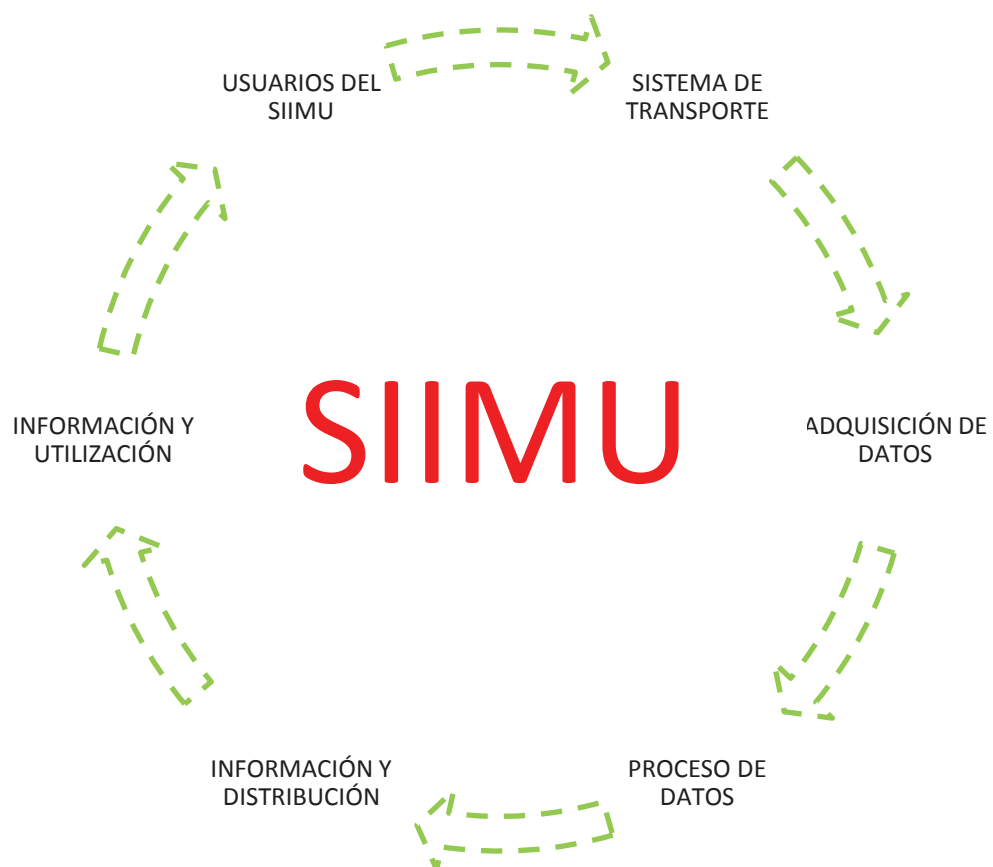 USUARIOS DEL
SIIMU
SISTEMA DE
TRANSPORTE
SIIMU
INFORMACIÓN Y
UTILIZACIÓN
ADQUISICIÓN DE
DATOS
INFORMACIÓN Y
DISTRIBUCIÓN
PROCESO DE
DATOS